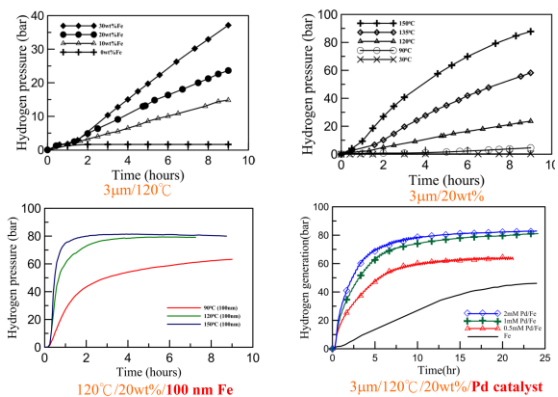 Hydrogen pressure (bar)
40
35
30
25
20
15
10
5
0
30wt%Fe
20wt%Fe
10wt%Fe
0wt%Fe
0 2 4 6 8 10
Time (hours)
3μm/120℃
Hydrogen pressure (bar)
100
80
60
40
20
0
150°C
135°C
120°C
90°C
30°C
0 2 4 6 8 10
Time (hours)
3μm/20wt%
Hydrogen pressure (bar)
100
80
60
40
20
0
90°C (100nm)
120°C (100nm)
150°C (100nm)
0 2 4 6 8 10
Time (hours)
120℃/20wt%/100 nm Fe
Hydrogen generation(bar)
100
80
60
40
20
0
2mM Pd/Fe
1mM Pd/Fe
0.5mM Pd/Fe
Fe
0 5 10 15 20 25
Time(hr)
3μm/120℃/20wt%/Pd catalyst